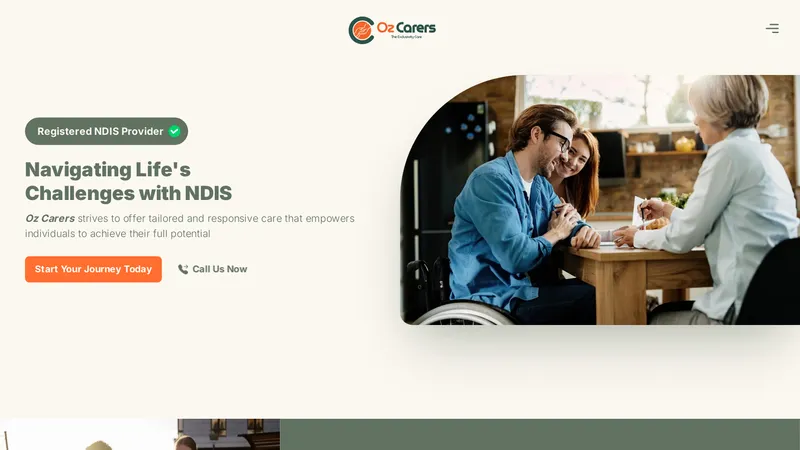 Oz Carers
The Exclusivity Care
Registered NDIS Provider
Navigating Life's
Challenges with NDIS
Oz Carers strives to offer tailored and responsive care that empowers
individuals to achieve their full potential
Start Your Journey Today
Call Us Now